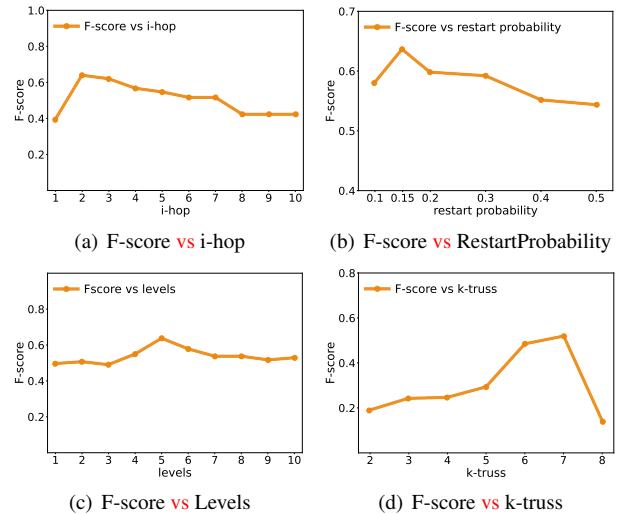 1.0
0.8
0.6
0.4
0.2
F-score
F-score vs i-hop
1 2 3 4 5 6 7 8 9 10
i-hop
(a) F-score vs i-hop
0.7
0.6
0.5
0.4
F-score
F-score vs restart probability
0.1 0.15 0.2 0.3 0.4 0.5
restart probability
(b) F-score vs RestartProbability
0.8
0.6
0.4
0.2
F-score
Fscore vs levels
1 2 3 4 5 6 7 8 9 10
levels
(c) F-score vs Levels
0.8
0.6
0.4
0.2
F-score
F-score vs k-truss
2 3 4 5 6 7 8
k-truss
(d) F-score vs k-truss